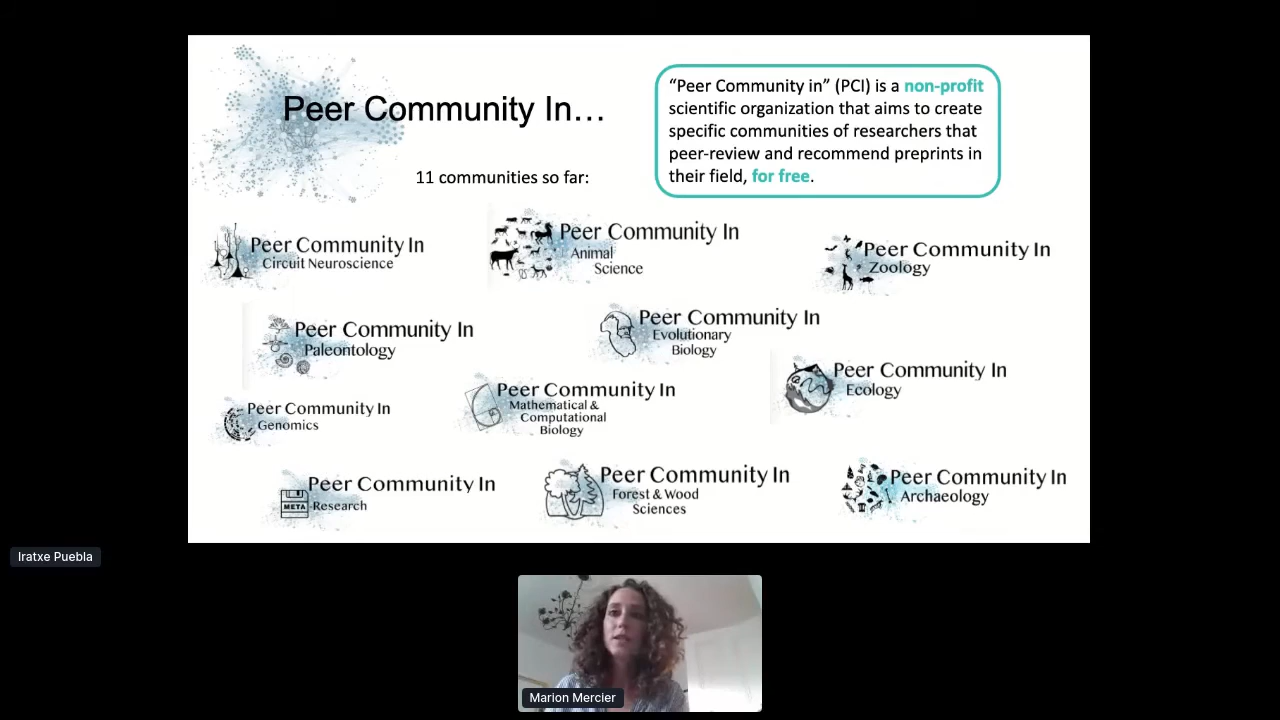 Peer Community In…
“Peer Community in” (PCI) is a non-profit
scientific organization that aims to create
specific communities of researchers that
peer-review and recommend preprints in
their field, for free.
11 communities so far:
Peer Community In
Circuit Neuroscience
Peer Community In
Animal
Science
Peer Community In
Zoology
Peer Community In
Paleontology
Peer Community In
Evolutionary
Biology
Peer Community In
Ecology
Peer Community In
Genomics
Peer Community In
Mathematical &
Computational
Biology
Peer Community In
META Research
Peer Community In
Forest & Wood
Sciences
Peer Community In
Archaeology
Iratxe Puebla
Marion Mercier